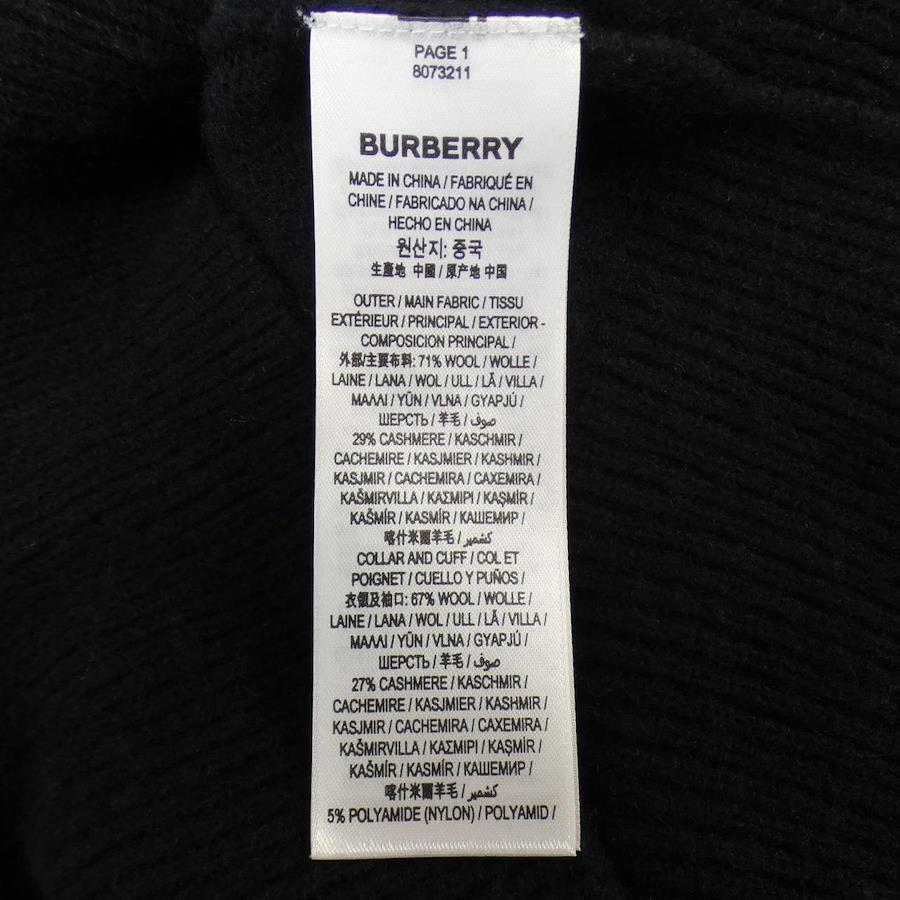 PAGE 1
8073211
BURBERRY
MADE IN CHINA / FABRIQUÉ EN
CHINE / FABRICADO NA CHINA /
HECHO EN CHINA
원산지: 중국
生產地 中國 / 原产地 中国
OUTER / MAIN FABRIC / TISSU
EXTÉRIEUR / PRINCIPAL / EXTERIOR -
COMPOSICION PRINCIPAL /
外部/主要布料: 71% WOOL / WOLLE /
LAINE / LANA / WOL / ULL / LÃ / VILLA /
ΜΑΛΛΙ / YÜN / VLNA / GYAPJÚ /
ШЕРСТЬ / 羊毛 / صوف
29% CASHMERE / KASCHMIR /
CACHEMIRE / KASJMIER / KASHMIR /
KASJMIR / CACHEMIRA / CAXEMIRA /
KAŠMIRVILLA / ΚΑΣΜΙΡΙ / KAŞMİR /
KAŠMÍR / KASMÍR / КАШЕМИР /
喀什米爾羊毛 / كشمير
COLLAR AND CUFF / COL ET
POIGNET / CUELLO Y PUÑOS /
衣領及袖口: 67% WOOL / WOLLE /
LAINE / LANA / WOL / ULL / LÃ / VILLA /
ΜΑΛΛΙ / YÜN / VLNA / GYAPJÚ /
ШЕРСТЬ / 羊毛 / صوف
27% CASHMERE / KASCHMIR /
CACHEMIRE / KASJMIER / KASHMIR /
KASJMIR / CACHEMIRA / CAXEMIRA /
KAŠMIRVILLA / ΚΑΣΜΙΡΙ / KAŞMİR /
KAŠMÍR / KASMÍR / КАШЕМИР /
喀什米爾羊毛 / كشمير
5% POLYAMIDE (NYLON) / POLYAMID /